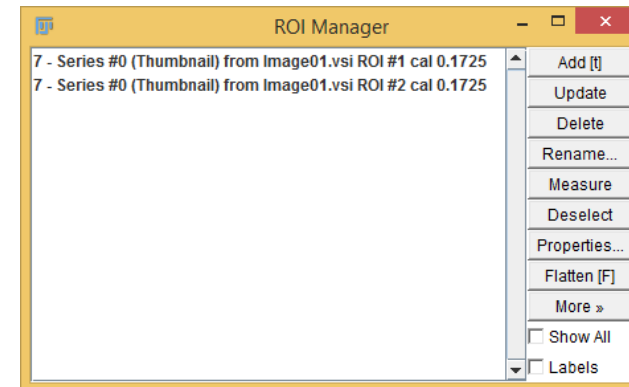 ROI Manager
7 - Series #0 (Thumbnail) from Image01.vsi ROI #1 cal 0.1725
7 - Series #0 (Thumbnail) from Image01.vsi ROI #2 cal 0.1725
Add [t]
Update
Delete
Rename...
Measure
Deselect
Properties...
Flatten [F]
More »
Show All
Labels